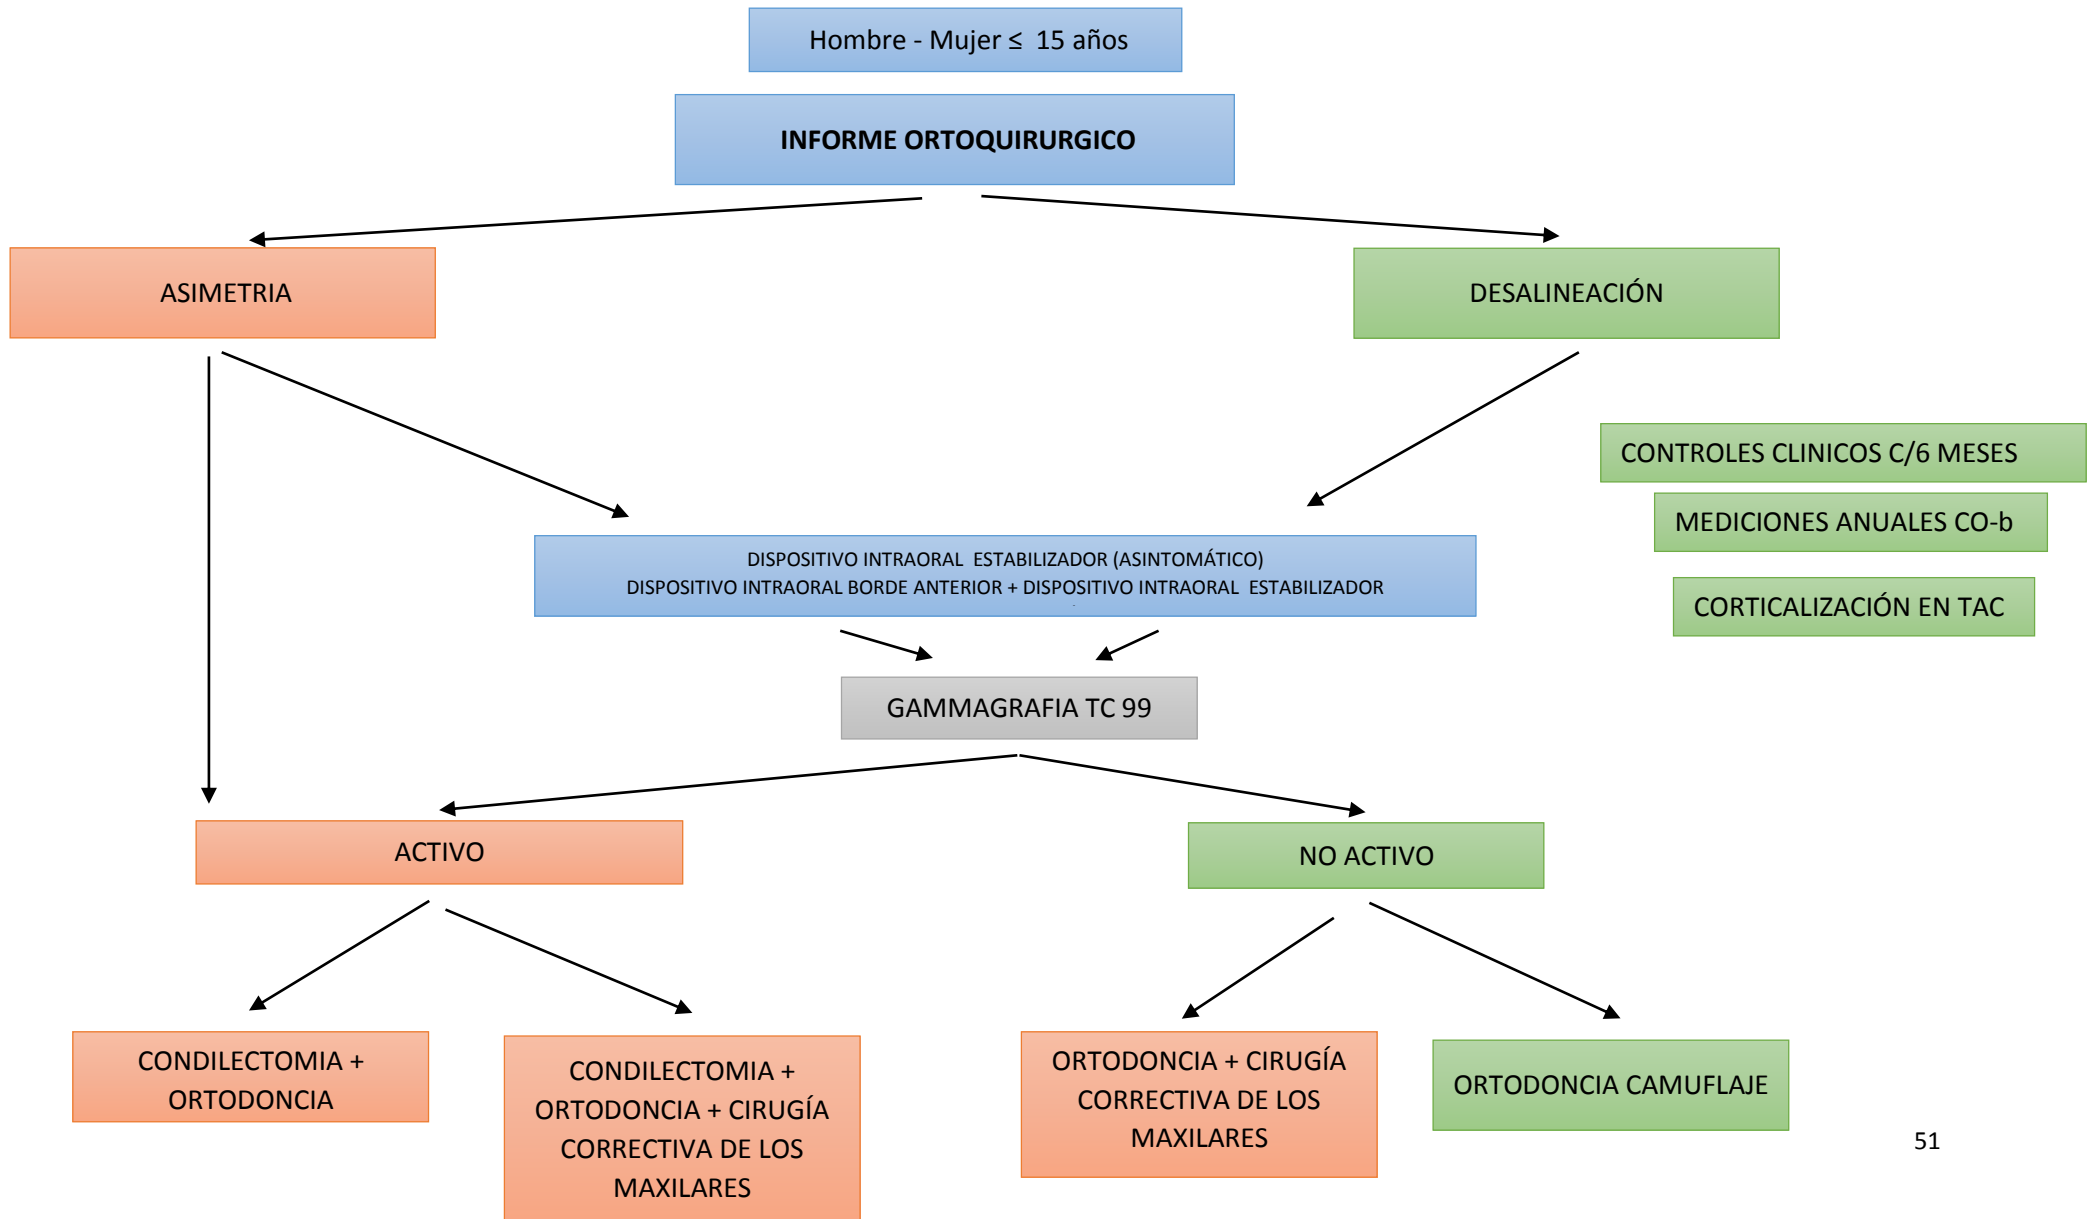 Hombre - Mujer ≤ 15 años
INFORME ORTOQUIRURGICO
ASIMETRIA
DESALINEACIÓN
CONTROLES CLINICOS C/6 MESES
MEDICIONES ANUALES CO-b
CORTICALIZACIÓN EN TAC
DISPOSITIVO INTRAORAL ESTABILIZADOR (ASINTOMÁTICO)
DISPOSITIVO INTRAORAL BORDE ANTERIOR + DISPOSITIVO INTRAORAL ESTABILIZADOR
GAMMAGRAFIA TC 99
ACTIVO
NO ACTIVO
CONDILECTOMIA +
ORTODONCIA
CONDILECTOMIA +
ORTODONCIA + CIRUGÍA
CORRECTIVA DE LOS
MAXILARES
ORTODONCIA + CIRUGÍA
CORRECTIVA DE LOS
MAXILARES
ORTODONCIA CAMUFLAJE
51